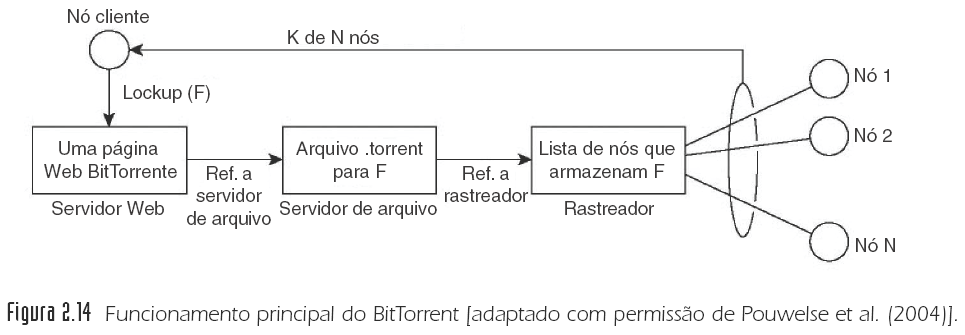 Nó cliente
K de N nós
Lockup (F)
Nó 1
Nó 2
Nó N
Uma página
Web BitTorrente
Servidor Web
Ref. a
servidor
de arquivo
Arquivo .torrent
para F
Servidor de arquivo
Ref. a
rastreador
Lista de nós que
armazenam F
Rastreador
Figura 2.14 Funcionamento principal do BitTorrent [adaptado com permissão de Pouwelse et al. (2004)].